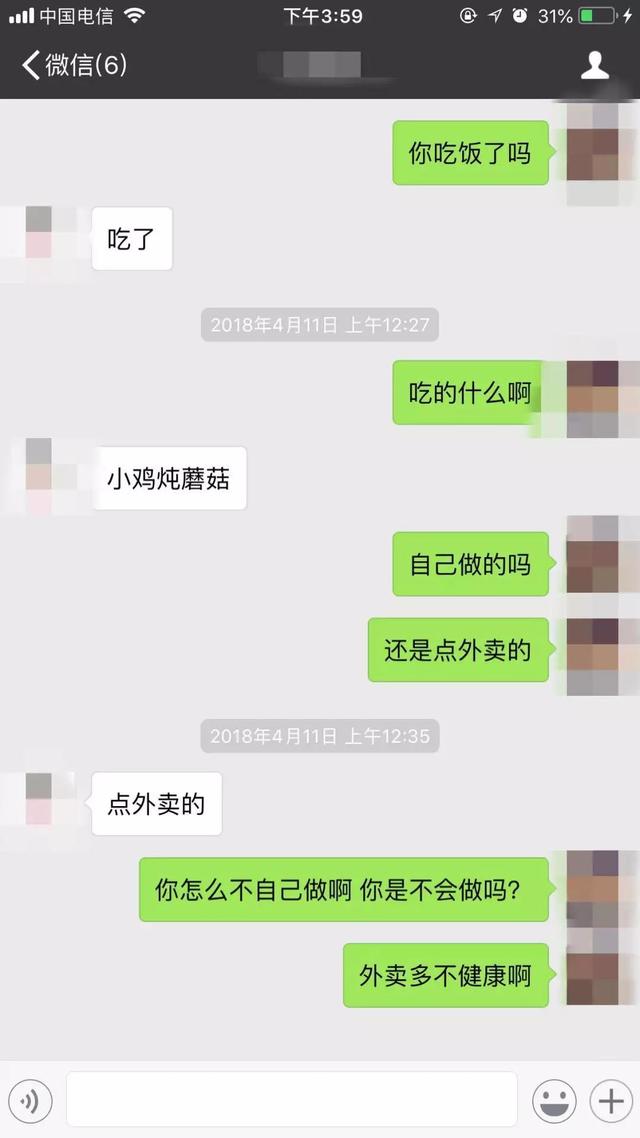 中国电信
下午3:59
31%
微信(6)
你吃饭了吗
吃了
2018年4月11日 上午12:27
吃的什么啊
小鸡炖蘑菇
自己做的吗
还是点外卖的
2018年4月11日 上午12:35
点外卖的
你怎么不自己做啊 你是不会做吗?
外卖多不健康啊